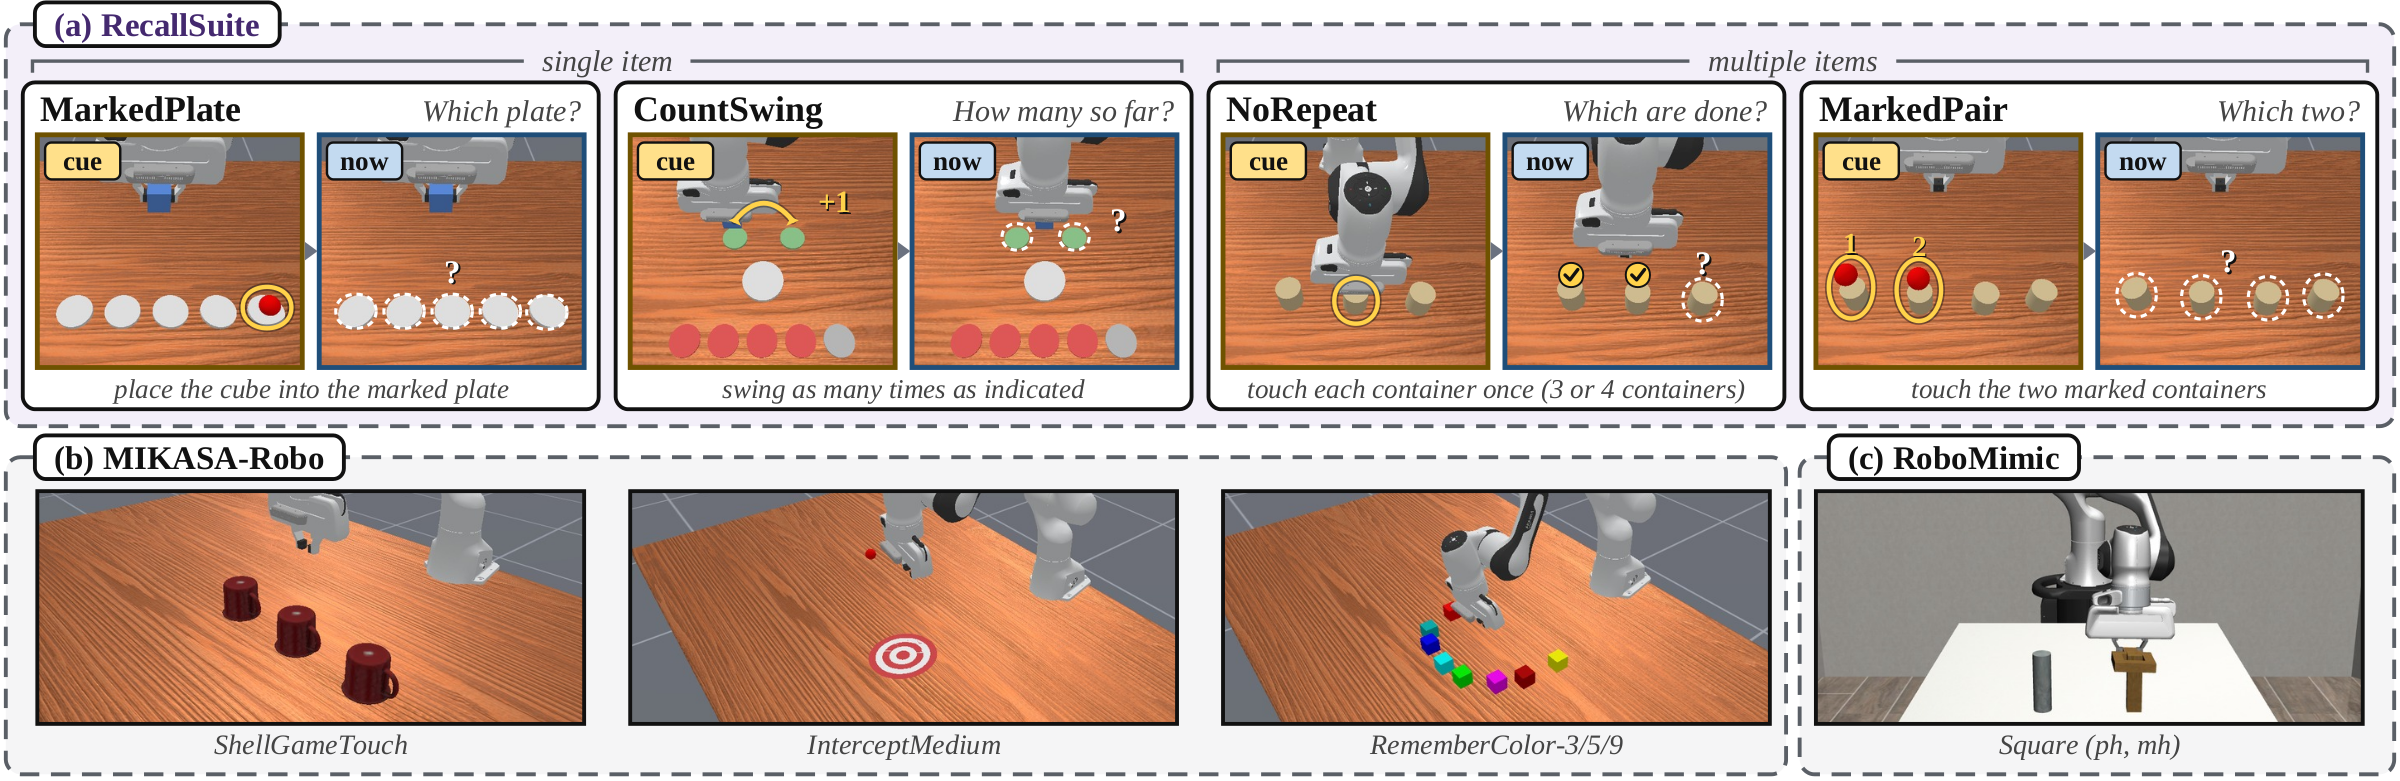 (a) RecallSuite
single item
multiple items
MarkedPlate
Which plate?
cue
now
?
place the cube into the marked plate
CountSwing
How many so far?
cue
+1
now
?
swing as many times as indicated
NoRepeat
Which are done?
cue
now
?
touch each container once (3 or 4 containers)
MarkedPair
Which two?
cue
1
2
now
?
touch the two marked containers
(b) MIKASA-Robo
ShellGameTouch
InterceptMedium
RememberColor-3/5/9
(c) RoboMimic
Square (ph, mh)